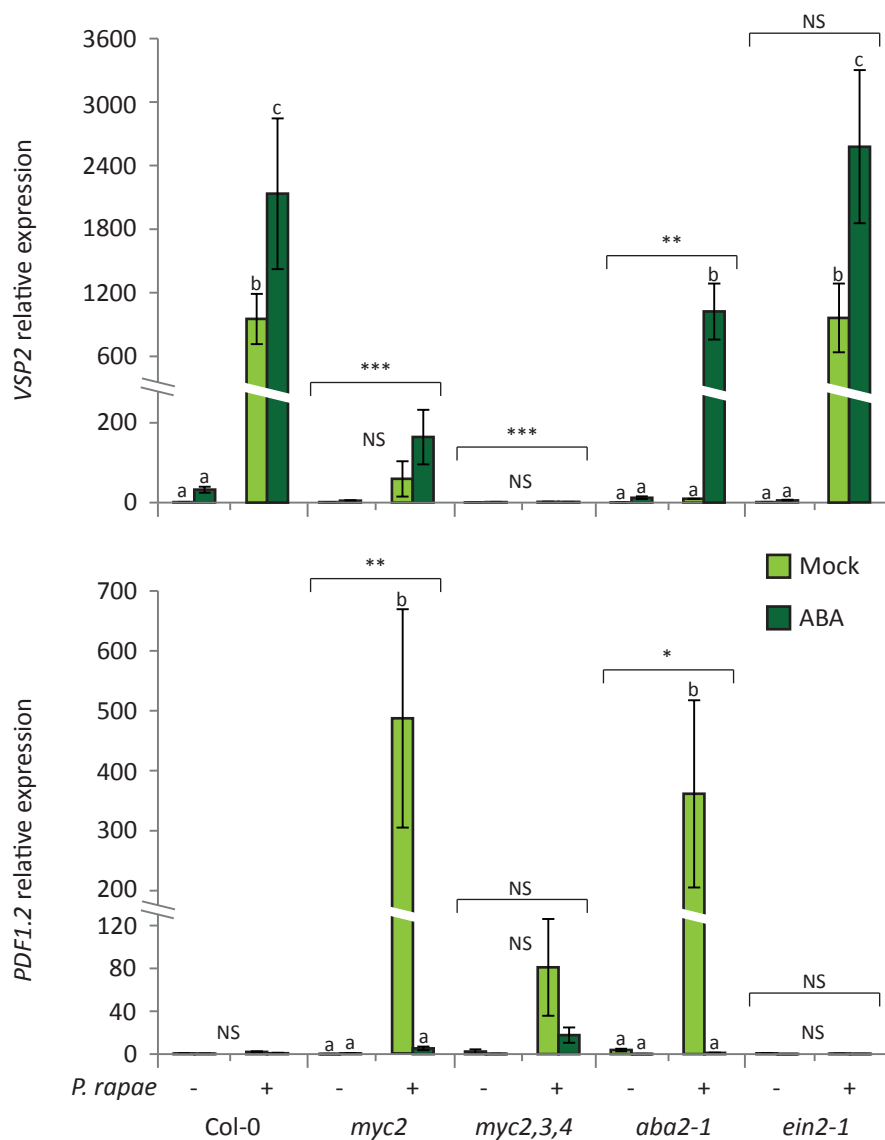 3600
NS
3000
c
c
2400
1800
**
1200
b
b
b
600
***
200
NS
***
a
a
NS
a
a
a
a
a
0
VSP2 relative expression
Mock
ABA
700
**
b
600
*
500
b
400
300
200
NS
120
NS
80
NS
40
NS
a
a
a
a
a
a
NS
0
PDF1.2 relative expression
P. rapae - + - + - + - + - +
Col-0 myc2 myc2,3,4 aba2-1 ein2-1